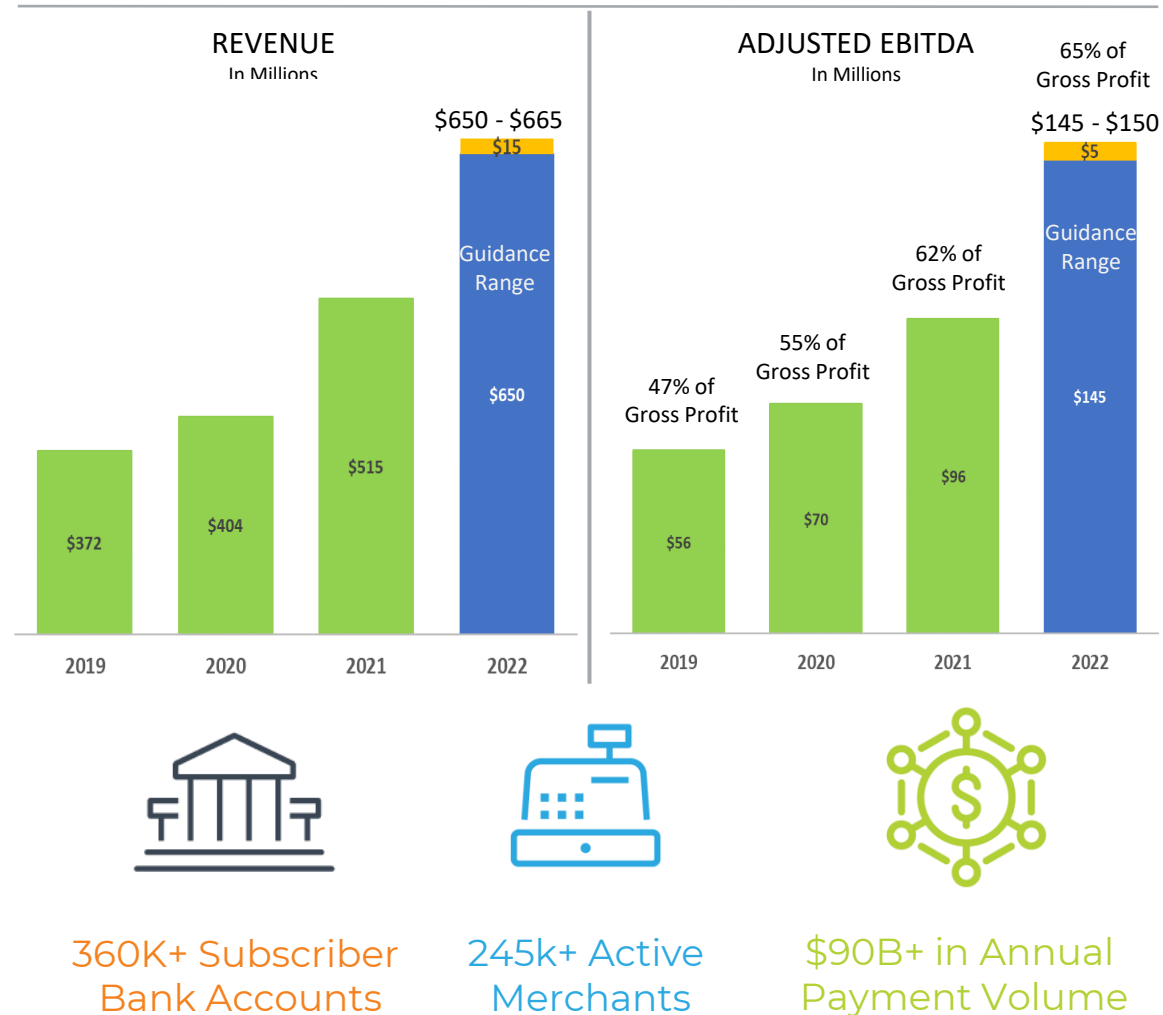 REVENUE
In Millions
$650 - $665
$15
Guidance
Range
$650
$515
$404
$372
2019
2020
2021
2022
ADJUSTED EBITDA
In Millions
65% of
Gross Profit
$145 - $150
$5
Guidance
Range
62% of
Gross Profit
55% of
Gross Profit
47% of
Gross Profit
$145
$96
$70
$56
2019
2020
2021
2022
$
360K+ Subscriber
Bank Accounts
245k+ Active
Merchants
$90B+ in Annual
Payment Volume